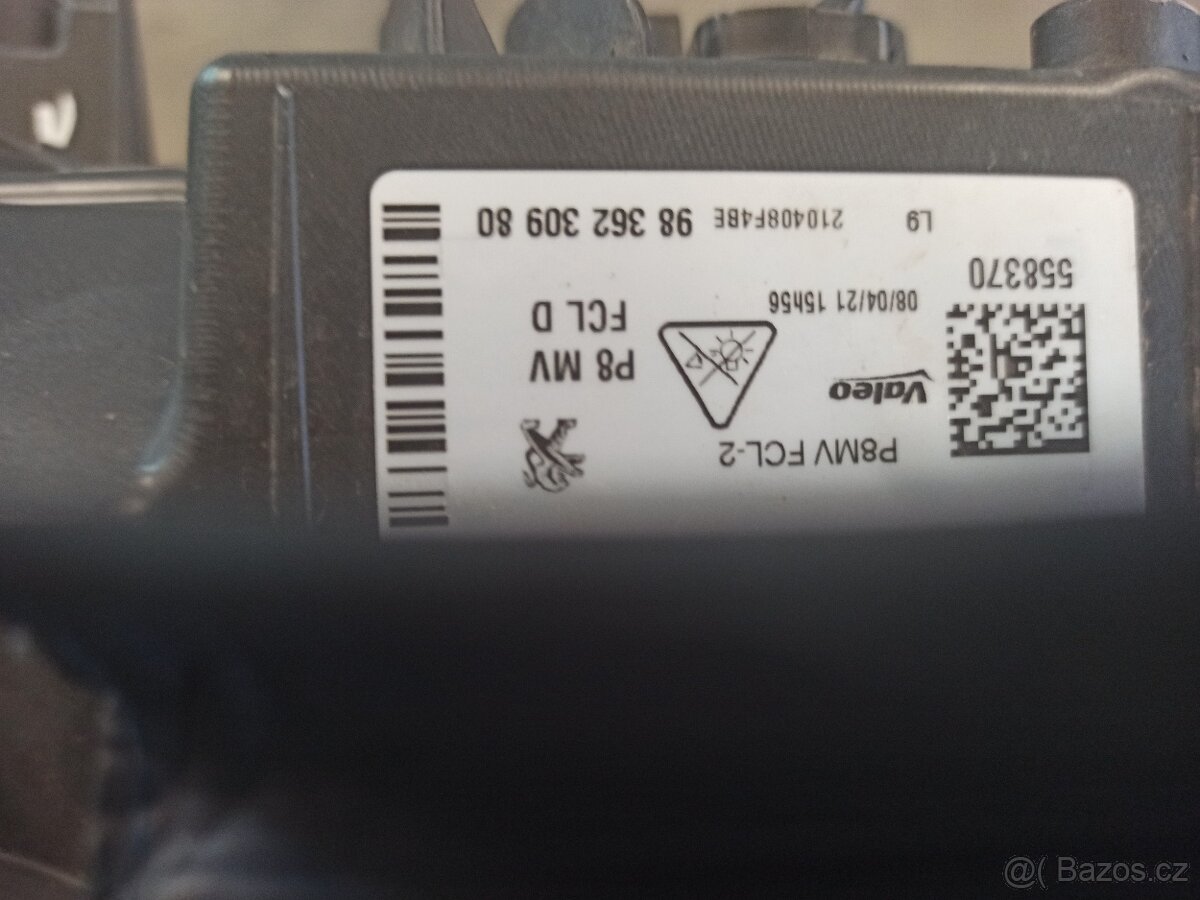 P8MV FCL-2
Valeo
08/04/21 15h56
558370
P8 MV
FCL D
L9 210408F4BE 98 362 309 80
@( Bazos.cz